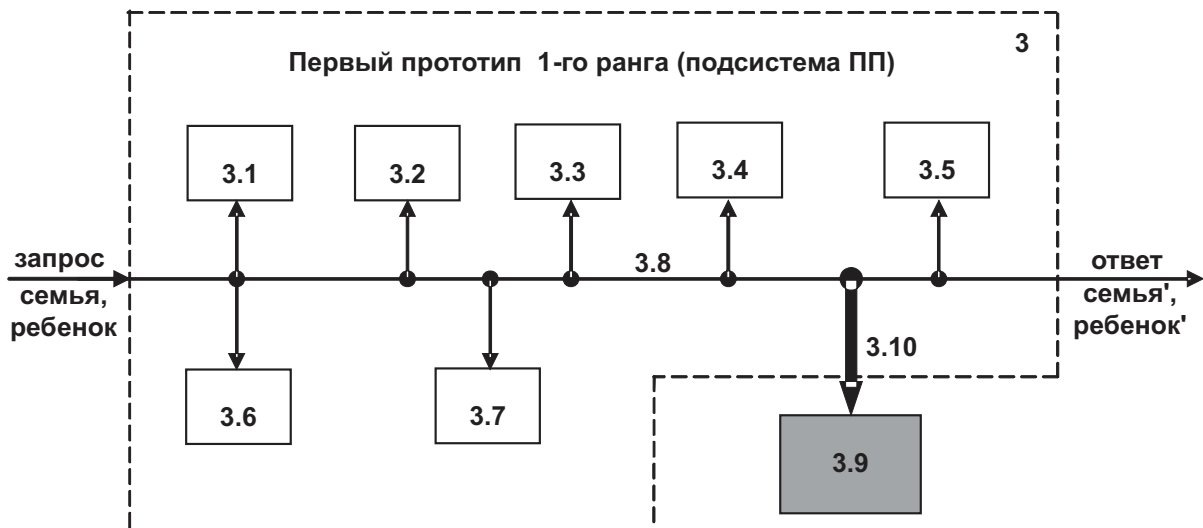 3
Первый прототип 1-го ранга (подсистема ПП)
3.1
3.2
3.3
3.4
3.5
запрос
семья,
ребенок
3.8
ответ
семья',
ребенок'
3.10
3.6
3.7
3.9